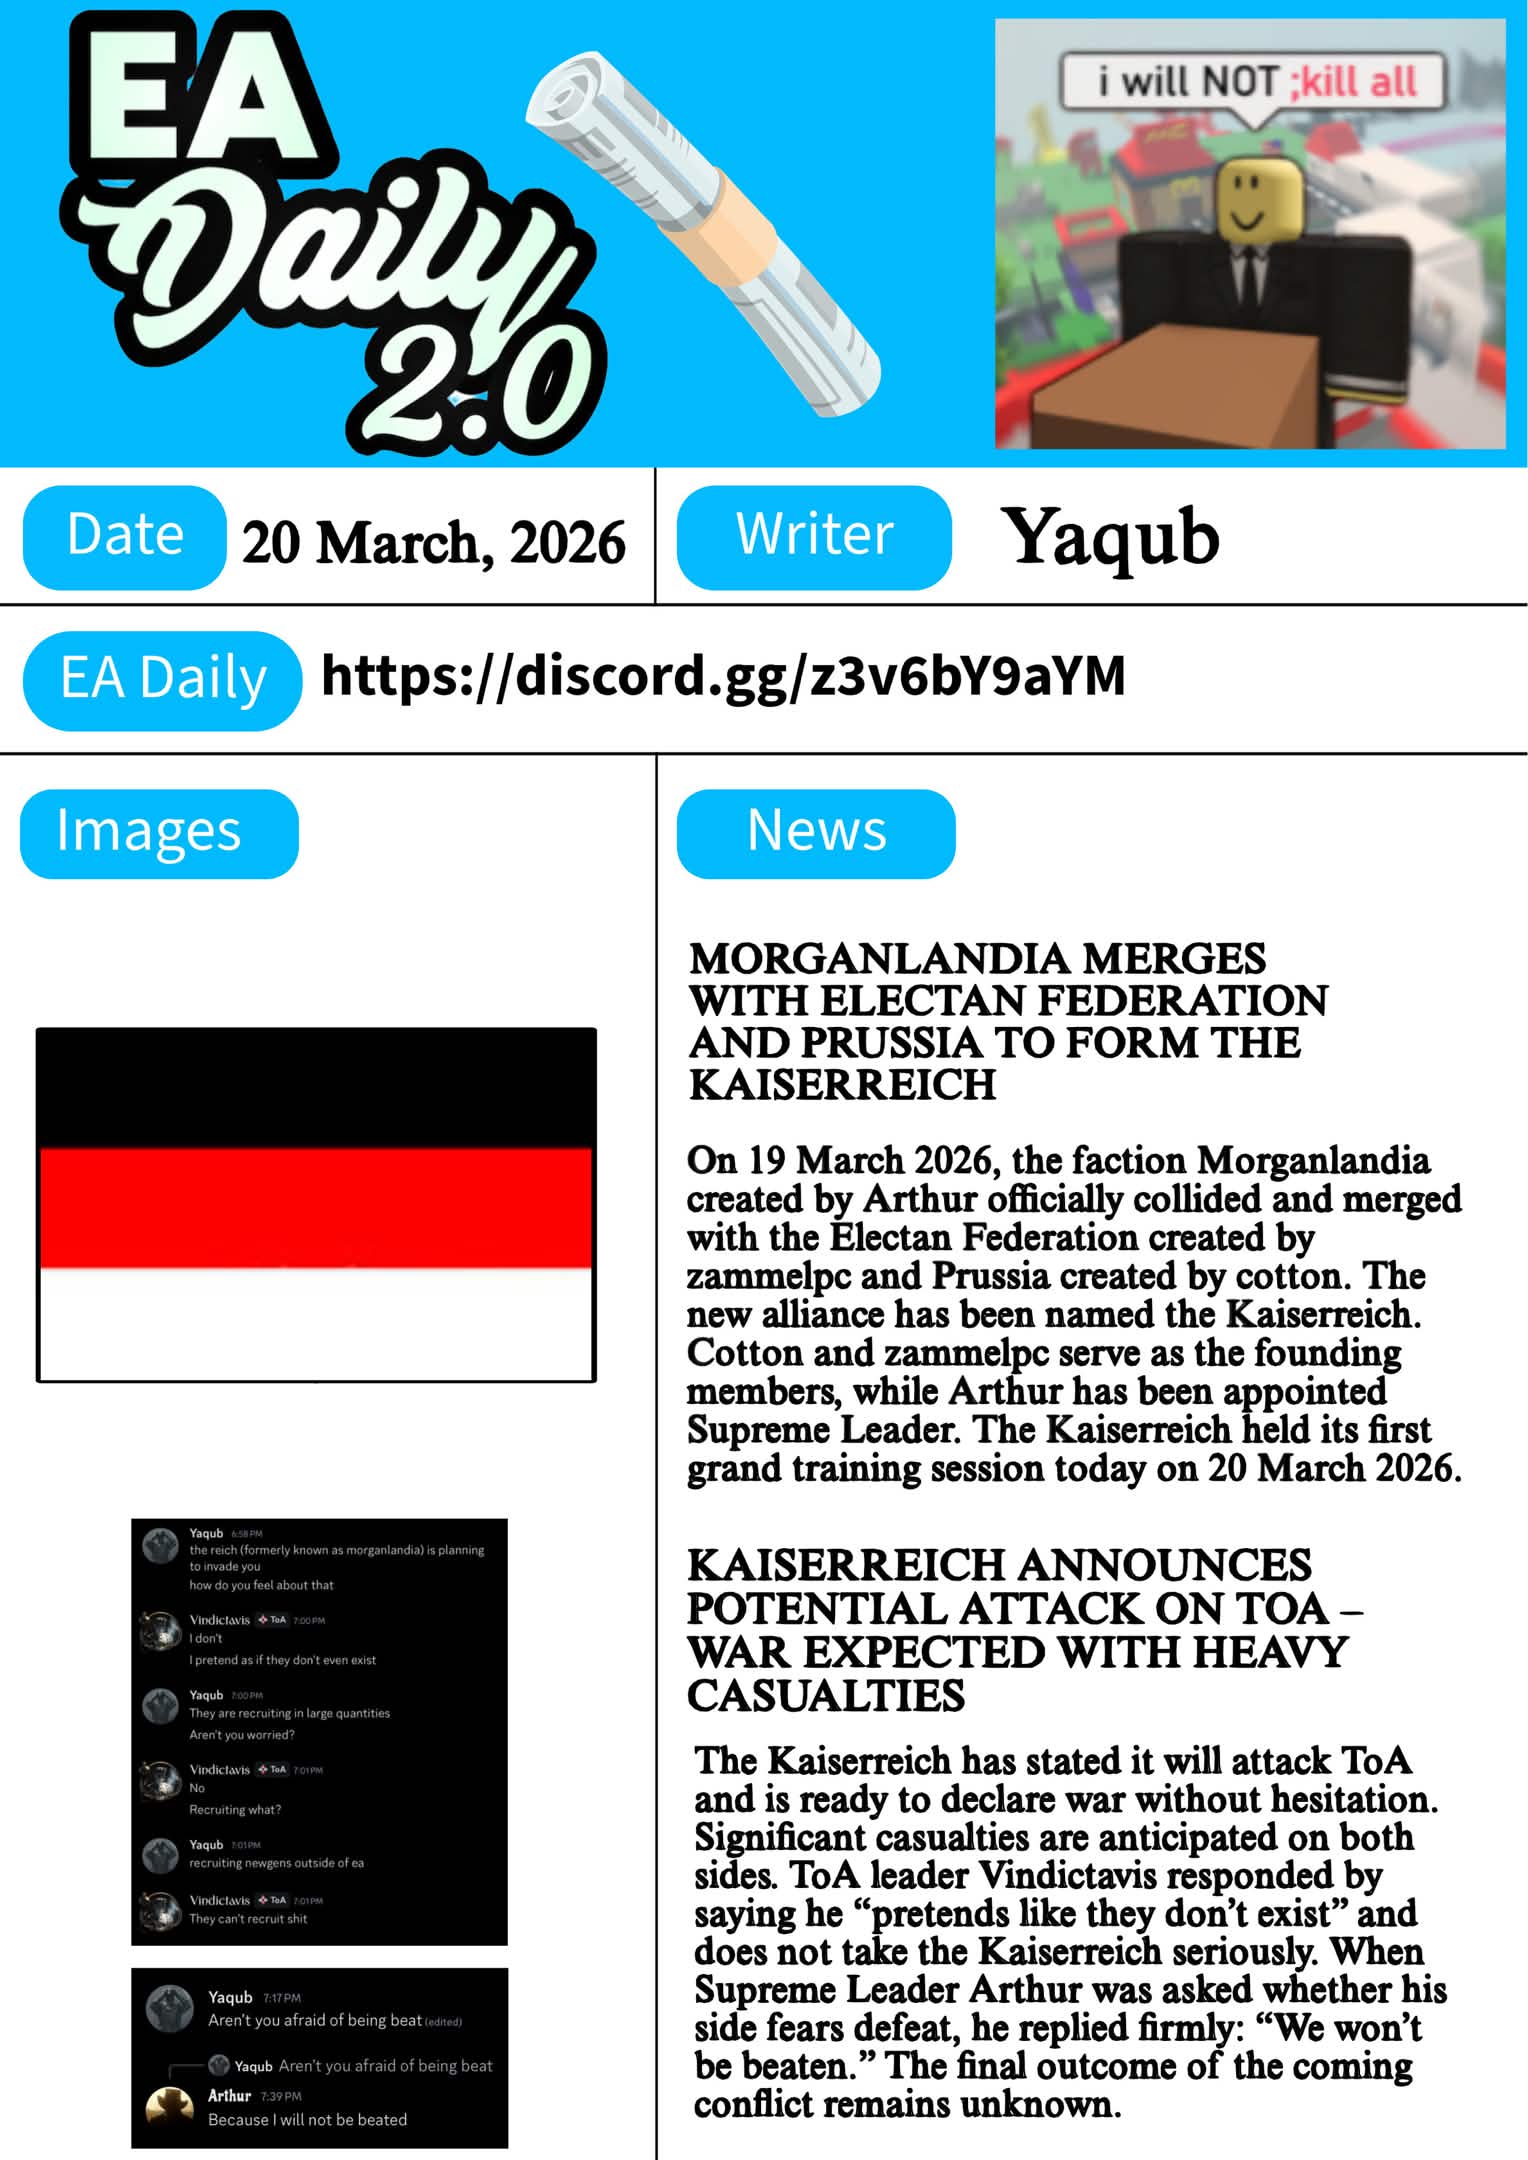 EA
Daily
2.0
i will NOT ;kill all
Date
20 March, 2026
Writer
Yaqub
EA Daily
https://discord.gg/z3v6bY9aYM
Images
News
MORGANLANDIA MERGES
WITH ELECTAN FEDERATION
AND PRUSSIA TO FORM THE
KAISERREICH
On 19 March 2026, the faction Morganlandia
created by Arthur officially collided and merged
with the Electan Federation created by
zammelpc and Prussia created by cotton. The
new alliance has been named the Kaiserreich.
Cotton and zammelpc serve as the founding
members, while Arthur has been appointed
Supreme Leader. The Kaiserreich held its first
grand training session today on 20 March 2026.
Yaqub 6:58 PM
the reich (formerly known as morganlandia) is planning
to invade you
how do you feel about that
Vindictavis ToA 7:00 PM
I don't
I pretend as if they don't even exist
Yaqub 7:00 PM
They are recruiting in large quantities
Aren't you worried?
Vindictavis ToA 7:01 PM
No
Recruiting what?
Yaqub 7:01 PM
recruiting newgens outside of ea
Vindictavis ToA 7:01 PM
They can't recruit shit
Yaqub 7:17 PM
Aren't you afraid of being beat (edited)
Yaqub Aren't you afraid of being beat
Arthur 7:39 PM
Because I will not be beated
KAISERREICH ANNOUNCES
POTENTIAL ATTACK ON TOA –
WAR EXPECTED WITH HEAVY
CASUALTIES
The Kaiserreich has stated it will attack ToA
and is ready to declare war without hesitation.
Significant casualties are anticipated on both
sides. ToA leader Vindictavis responded by
saying he “pretends like they don’t exist” and
does not take the Kaiserreich seriously. When
Supreme Leader Arthur was asked whether his
side fears defeat, he replied firmly: “We won’t
be beaten.” The final outcome of the coming
conflict remains unknown.